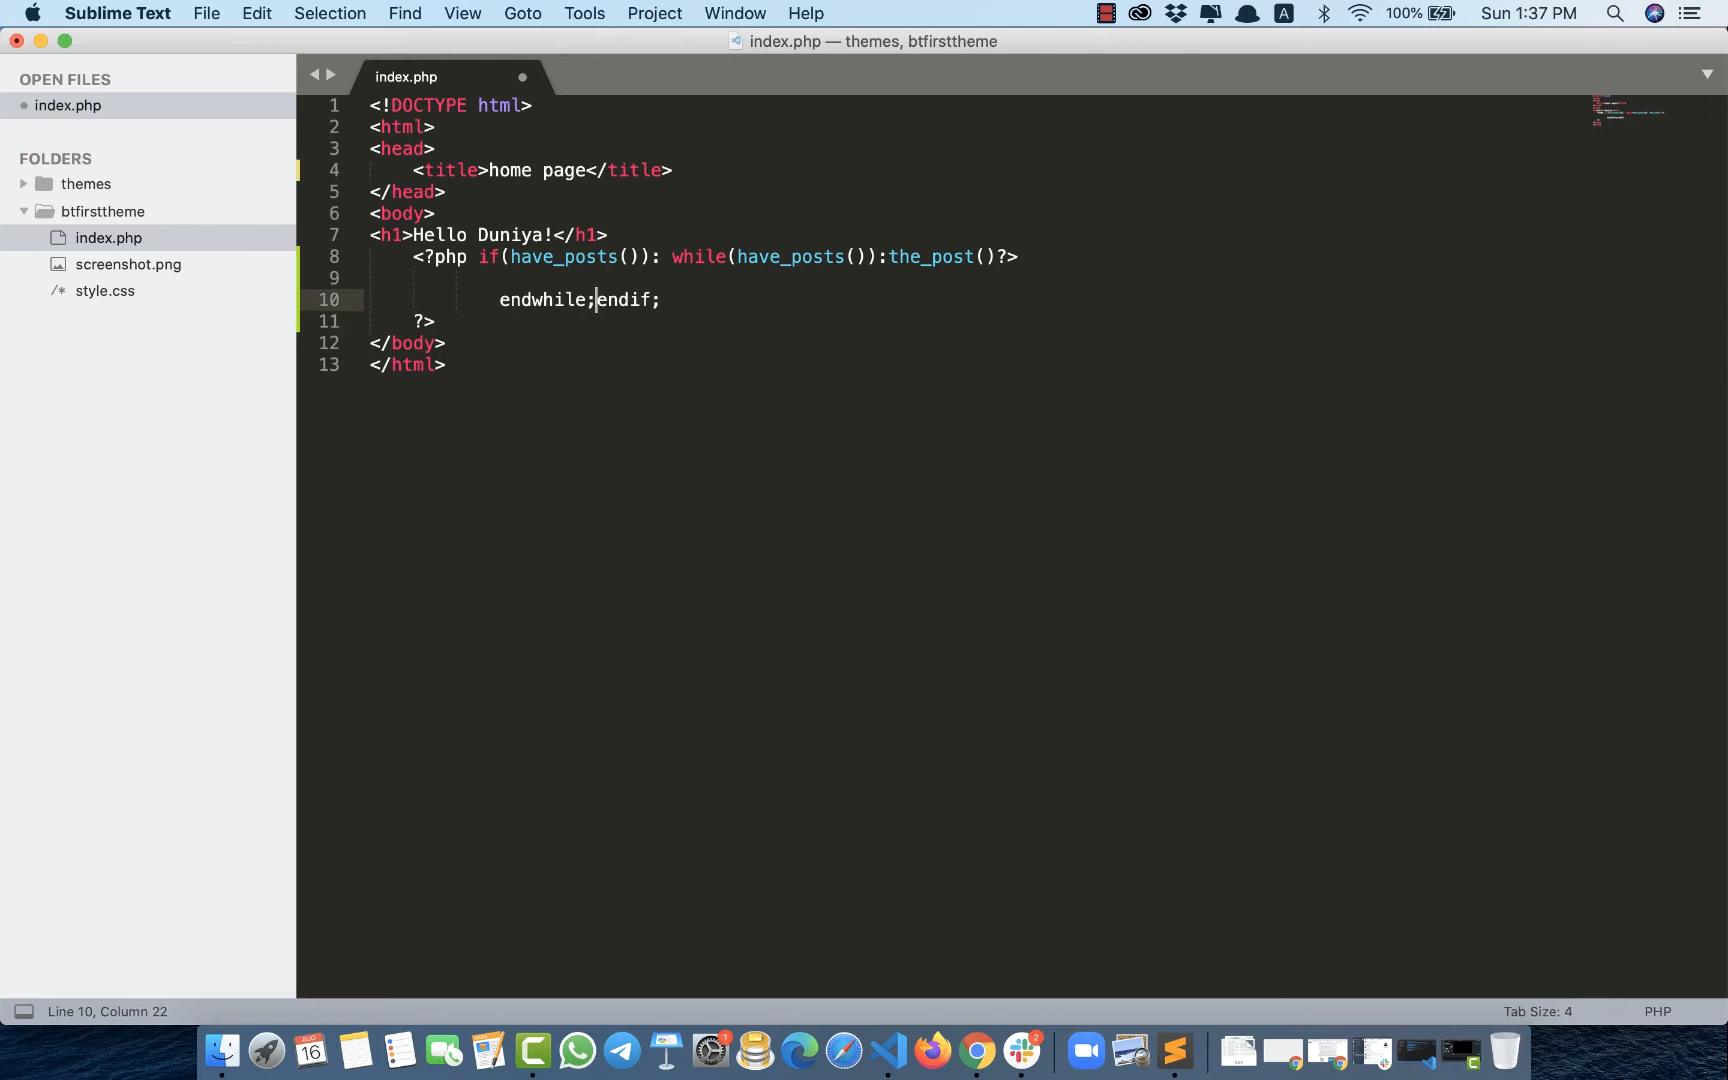 Sublime Text File Edit Selection Find View Goto Tools Project Window Help A 100% Sun 1:37 PM
index.php — themes, btfirsttheme
OPEN FILES
index.php
FOLDERS
themes
btfirsttheme
index.php
screenshot.png
/* style.css
index.php
1 <!DOCTYPE html>
2 <html>
3 <head>
4 <title>home page</title>
5 </head>
6 <body>
7 <h1>Hello Duniya!</h1>
8 <?php if(have_posts()): while(have_posts()):the_post()?>
9
10 endwhile;endif;
11 ?>
12 </body>
13 </html>
Line 10, Column 22 Tab Size: 4 PHP
AUG
16
1
2